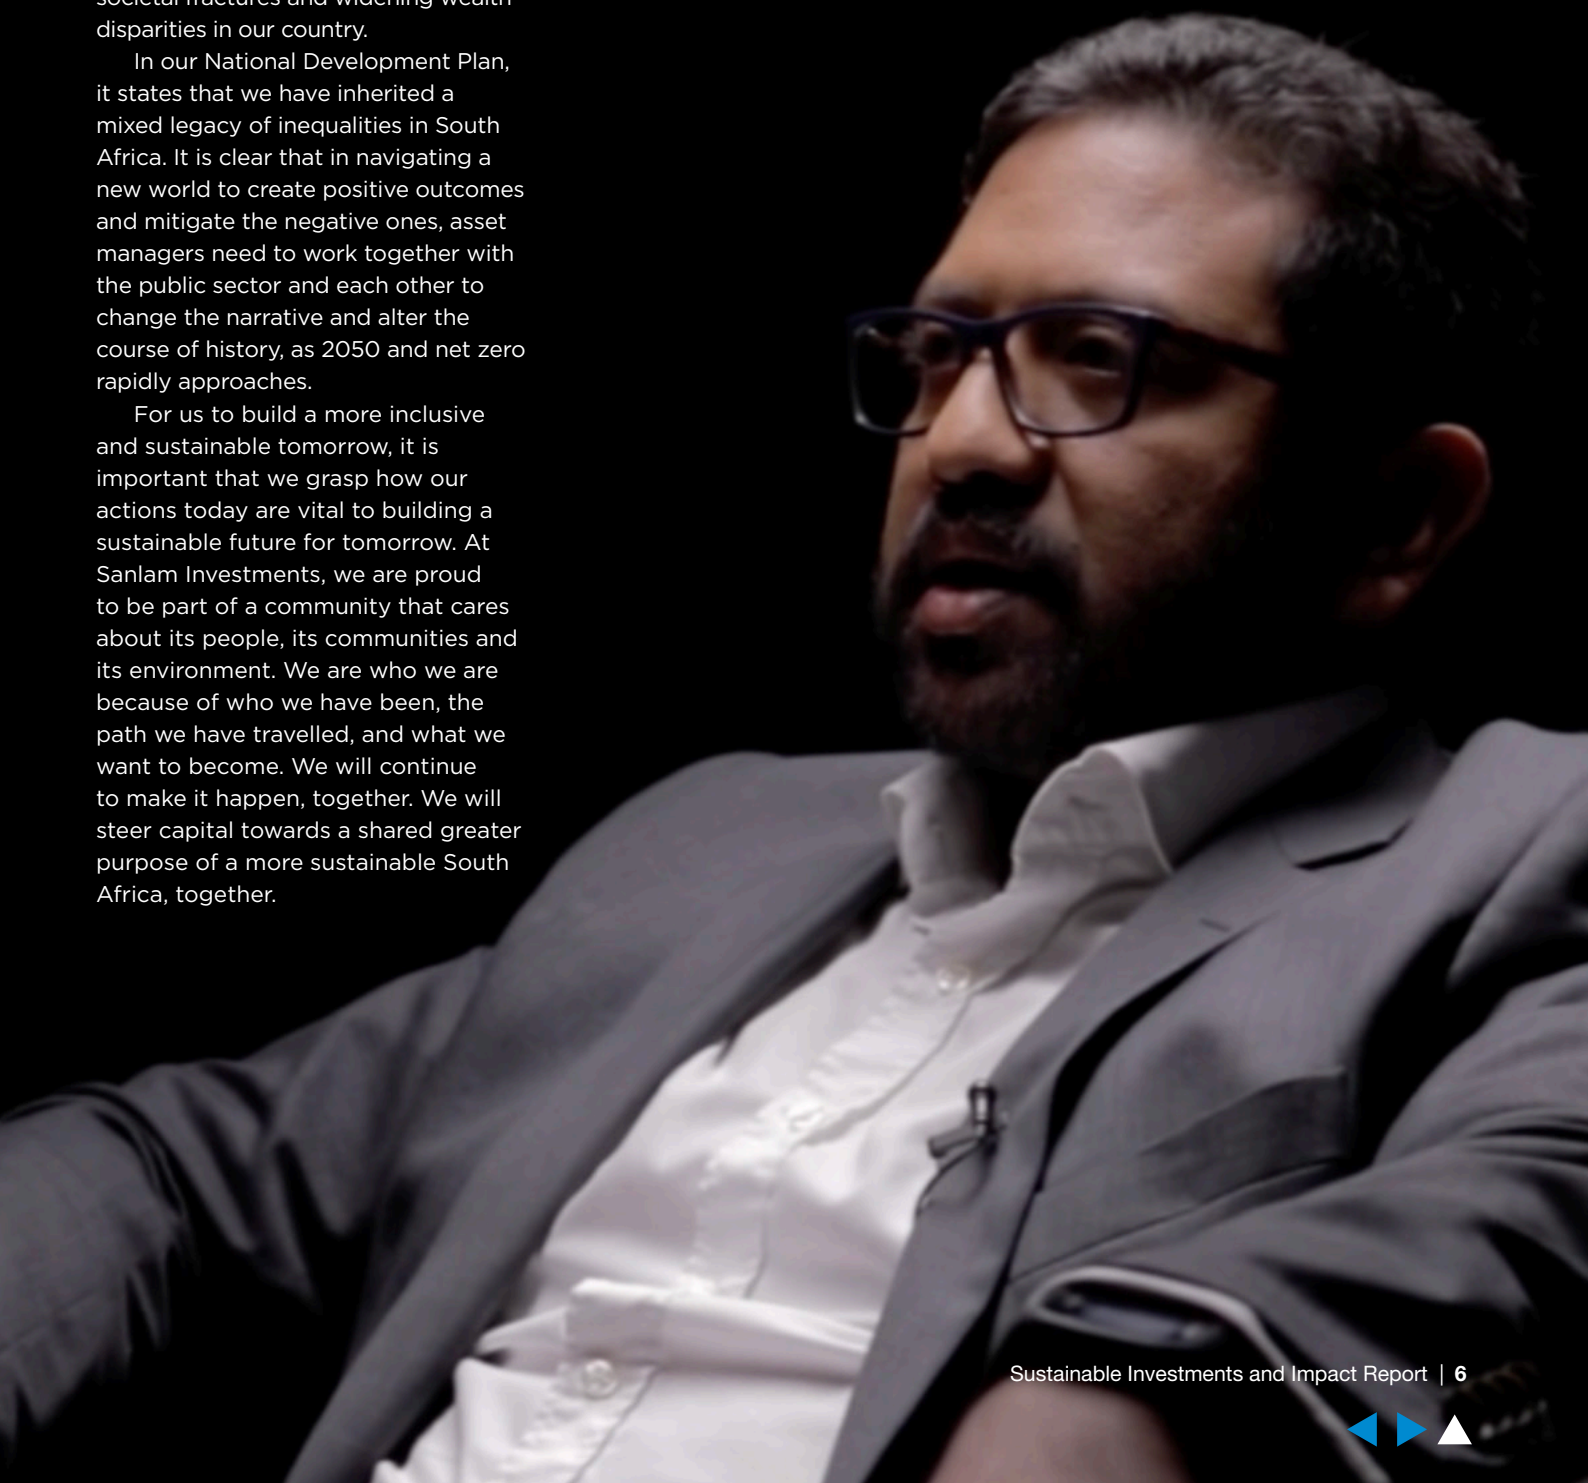 societal fractures and widening wealth
disparities in our country.
In our National Development Plan,
it states that we have inherited a
mixed legacy of inequalities in South
Africa. It is clear that in navigating a
new world to create positive outcomes
and mitigate the negative ones, asset
managers need to work together with
the public sector and each other to
change the narrative and alter the
course of history, as 2050 and net zero
rapidly approaches.
For us to build a more inclusive
and sustainable tomorrow, it is
important that we grasp how our
actions today are vital to building a
sustainable future for tomorrow. At
Sanlam Investments, we are proud
to be part of a community that cares
about its people, its communities and
its environment. We are who we are
because of who we have been, the
path we have travelled, and what we
want to become. We will continue
to make it happen, together. We will
steer capital towards a shared greater
purpose of a more sustainable South
Africa, together.
Sustainable Investments and Impact Report | 6